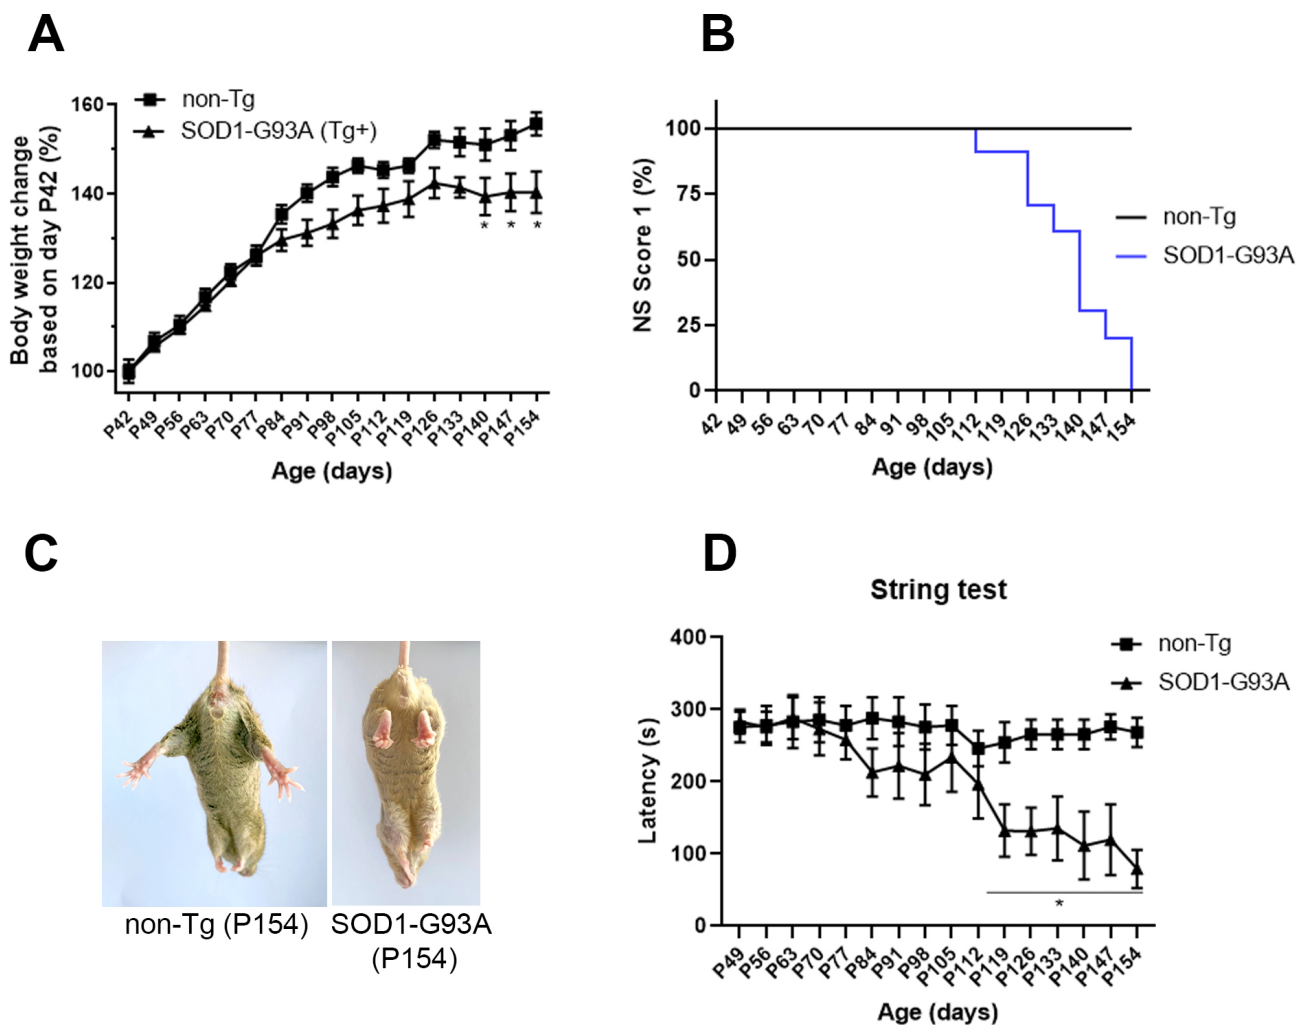 A
160
140
120
100
Body weight change
based on day P42 (%)
non-Tg
SOD1-G93A (Tg+)
* * *
P42 P49 P56 P63 P70 P77 P84 P91 P98 P105 P112 P119 P126 P133 P140 P147 P154
Age (days)
B
100
75
50
25
0
NS Score 1 (%)
non-Tg
SOD1-G93A
42 49 56 63 70 77 84 91 98 105 112 119 126 133 140 147 154
Age (days)
C
non-Tg (P154)
SOD1-G93A
(P154)
D
String test
400
300
200
100
0
Latency (s)
non-Tg
SOD1-G93A
*
P49 P56 P63 P70 P77 P84 P91 P98 P105 P112 P119 P126 P133 P140 P147 P154
Age (days)